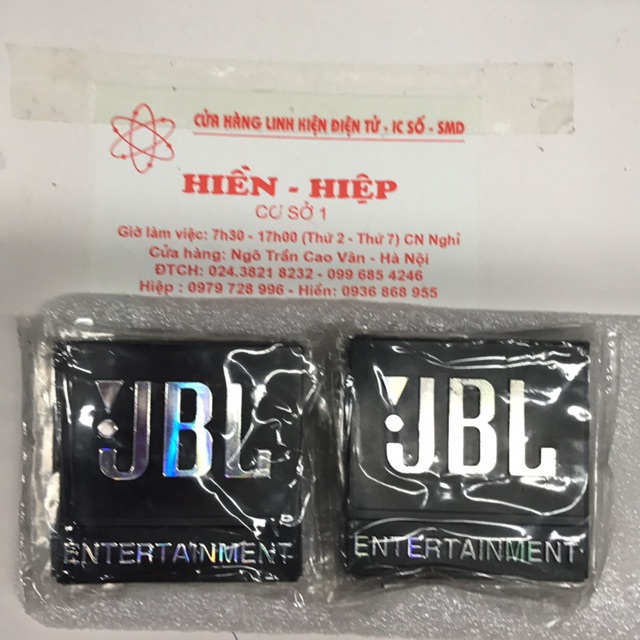 CỬA HÀNG LINH KIỆN ĐIỆN TỬ - IC SỐ - SMD
HIỀN - HIỆP
CƠ SỞ 1
Giờ làm việc: 7h30 - 17h00 (Thứ 2 - Thứ 7) CN Nghỉ
Cửa hàng: Ngõ Trần Cao Vân - Hà Nội
ĐTCH: 024.3821 8232 - 099 685 4246
Hiệp : 0979 728 996 - Hiền: 0936 868 955
JBL
ENTERTAINMENT
JBL
ENTERTAINMENT